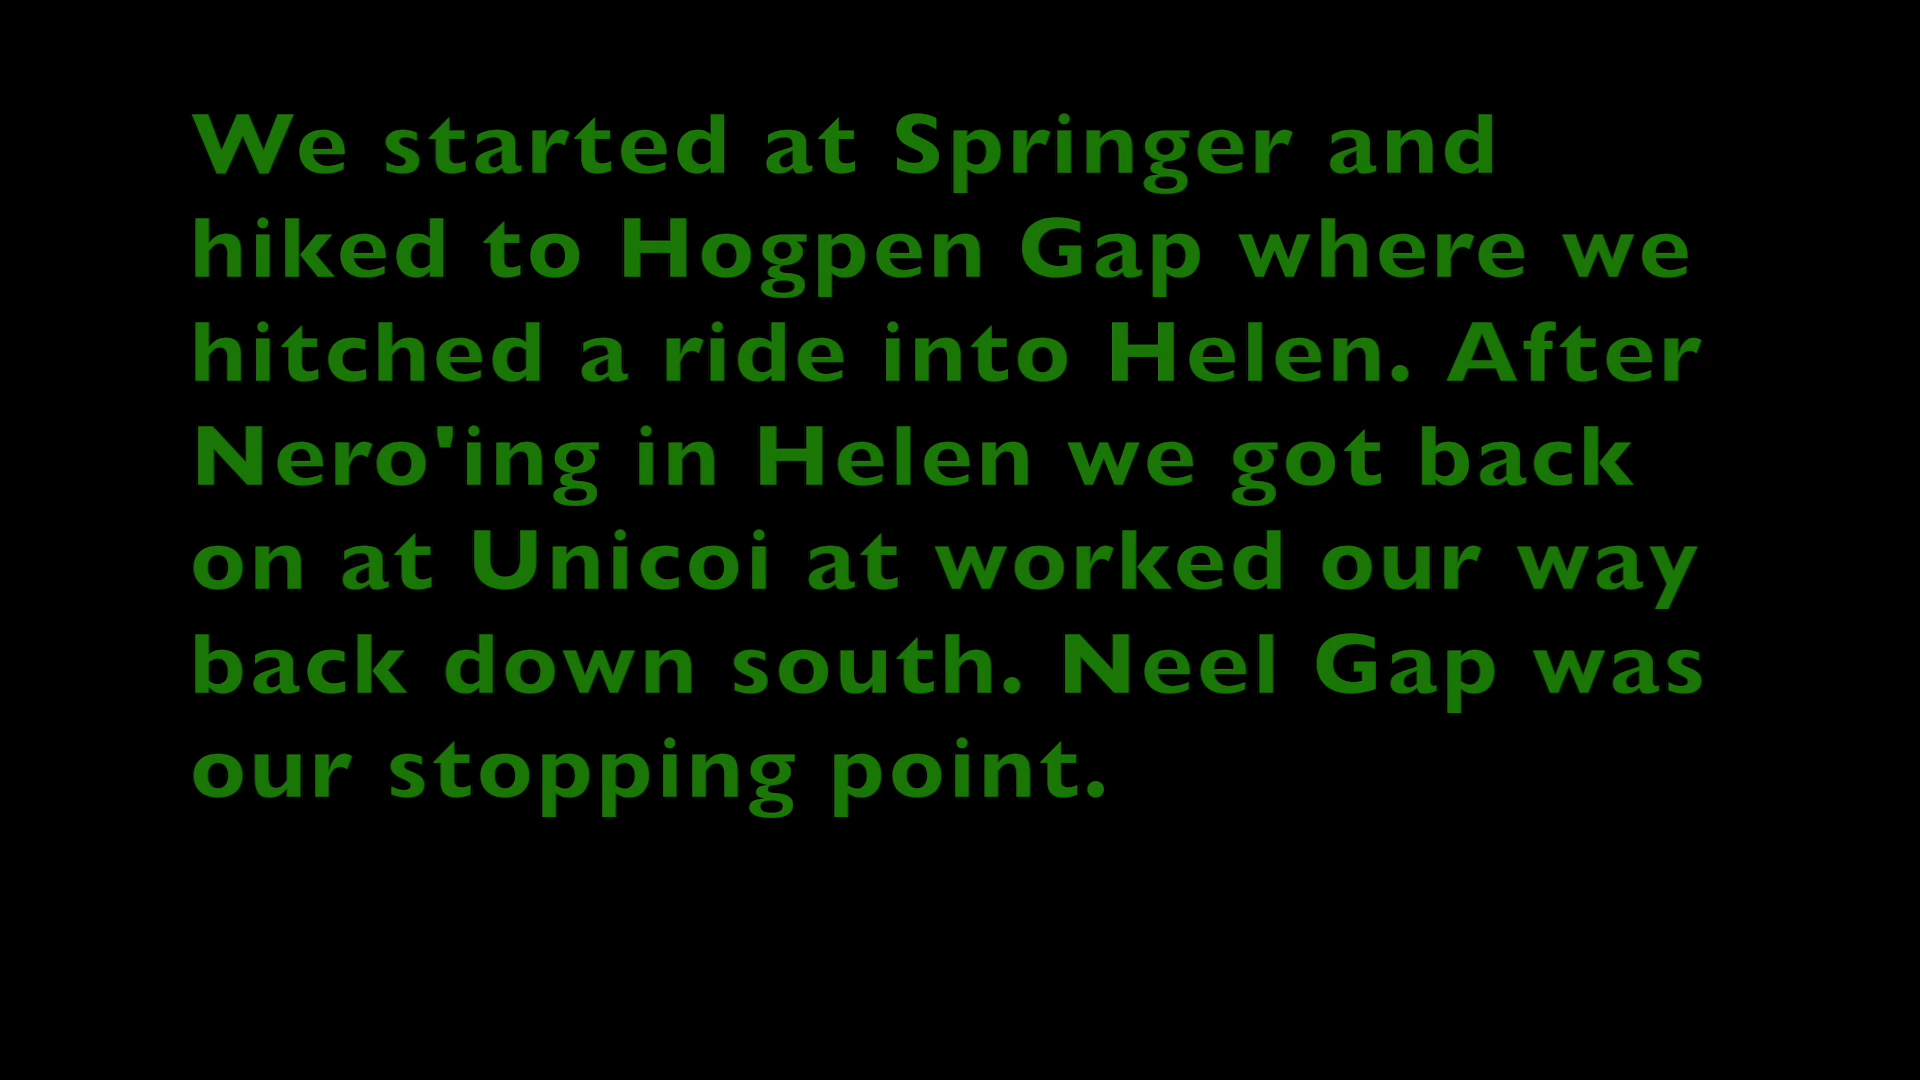 We started at Springer and
hiked to Hogpen Gap where we
hitched a ride into Helen. After
Nero'ing in Helen we got back
on at Unicoi at worked our way
back down south. Neel Gap was
our stopping point.